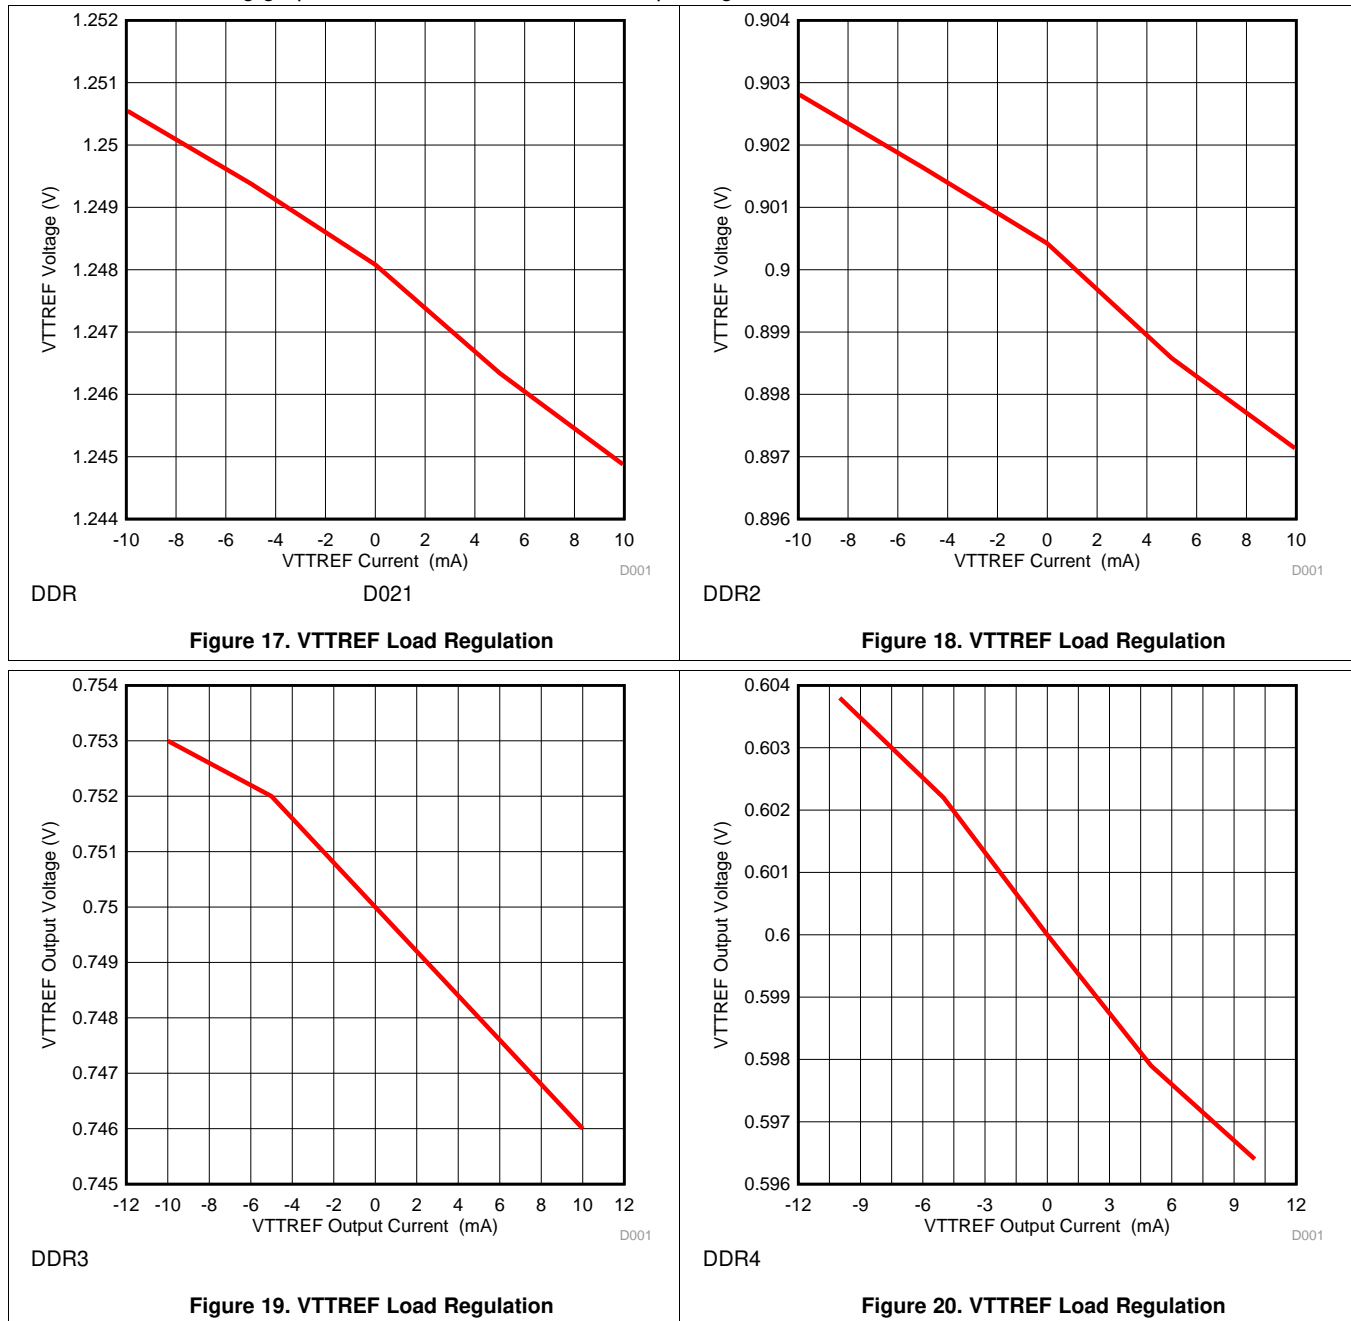 1.252
1.251
1.25
1.249
1.248
1.247
1.246
1.245
1.244
VTTREF Voltage (V)
-10 -8 -6 -4 -2 0 2 4 6 8 10
VTTREF Current (mA)
D001
DDR D021
Figure 17. VTTREF Load Regulation
0.904
0.903
0.902
0.901
0.9
0.899
0.898
0.897
0.896
VTTREF Voltage (V)
-10 -8 -6 -4 -2 0 2 4 6 8 10
VTTREF Current (mA)
D001
DDR2
Figure 18. VTTREF Load Regulation
0.754
0.753
0.752
0.751
0.75
0.749
0.748
0.747
0.746
0.745
VTTREF Output Voltage (V)
-12 -10 -8 -6 -4 -2 0 2 4 6 8 10 12
VTTREF Output Current (mA)
D001
DDR3
Figure 19. VTTREF Load Regulation
0.604
0.603
0.602
0.601
0.6
0.599
0.598
0.597
0.596
VTTREF Output Voltage (V)
-12 -9 -6 -3 0 3 6 9 12
VTTREF Output Current (mA)
D001
DDR4
Figure 20. VTTREF Load Regulation